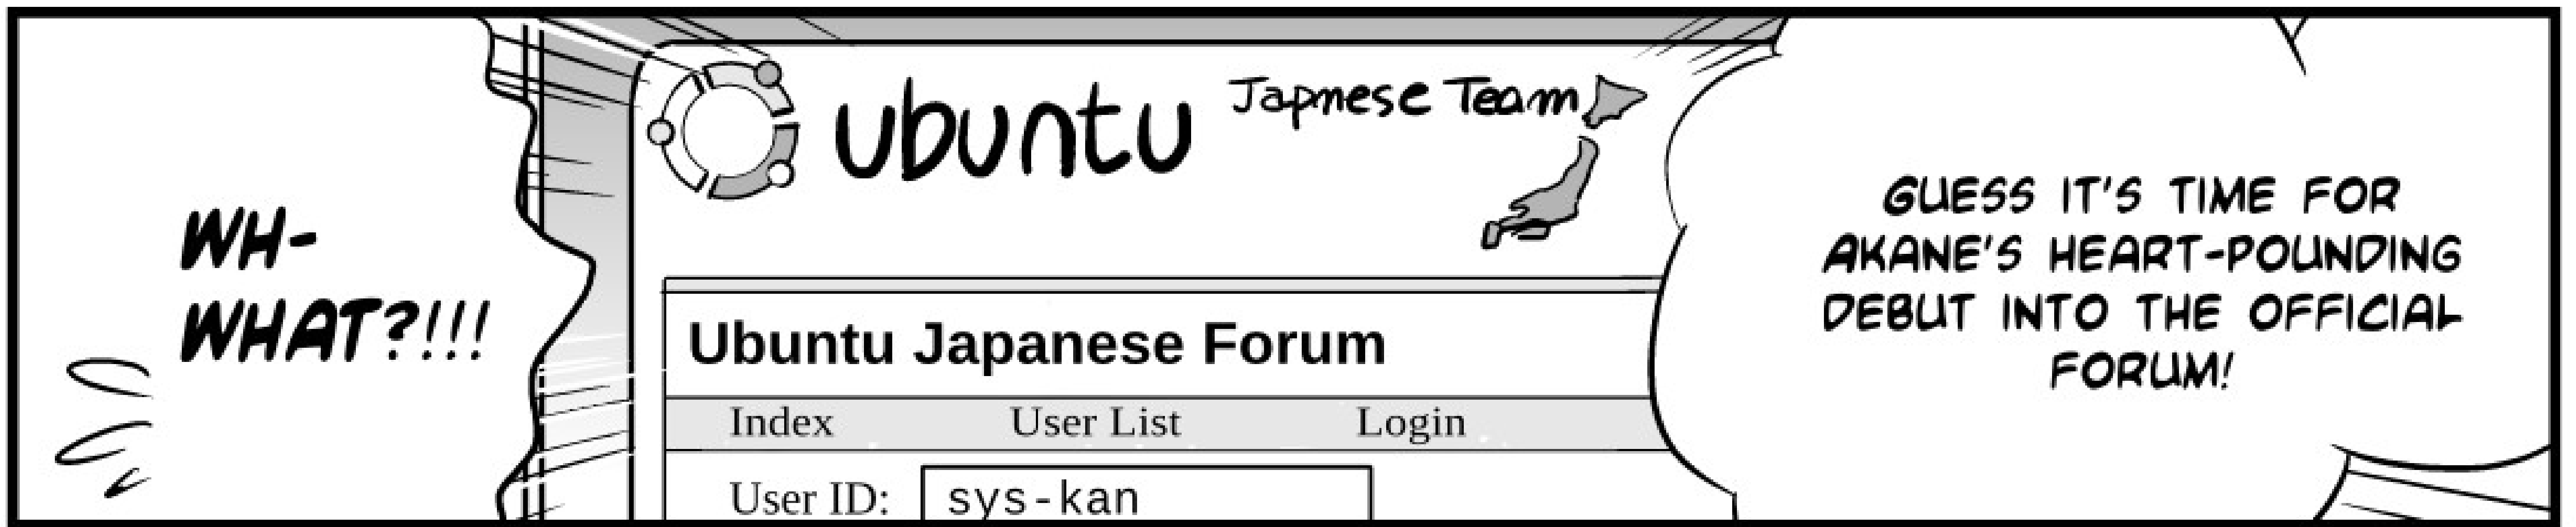 GUESS IT'S TIME FOR
AKANE'S HEART-POUNDING
DEBUT INTO THE OFFICIAL
FORUM!
ubuntu Japnese Team
Ubuntu Japanese Forum
Index User List Login
User ID: sys-kan
WH-
WHAT?!!!